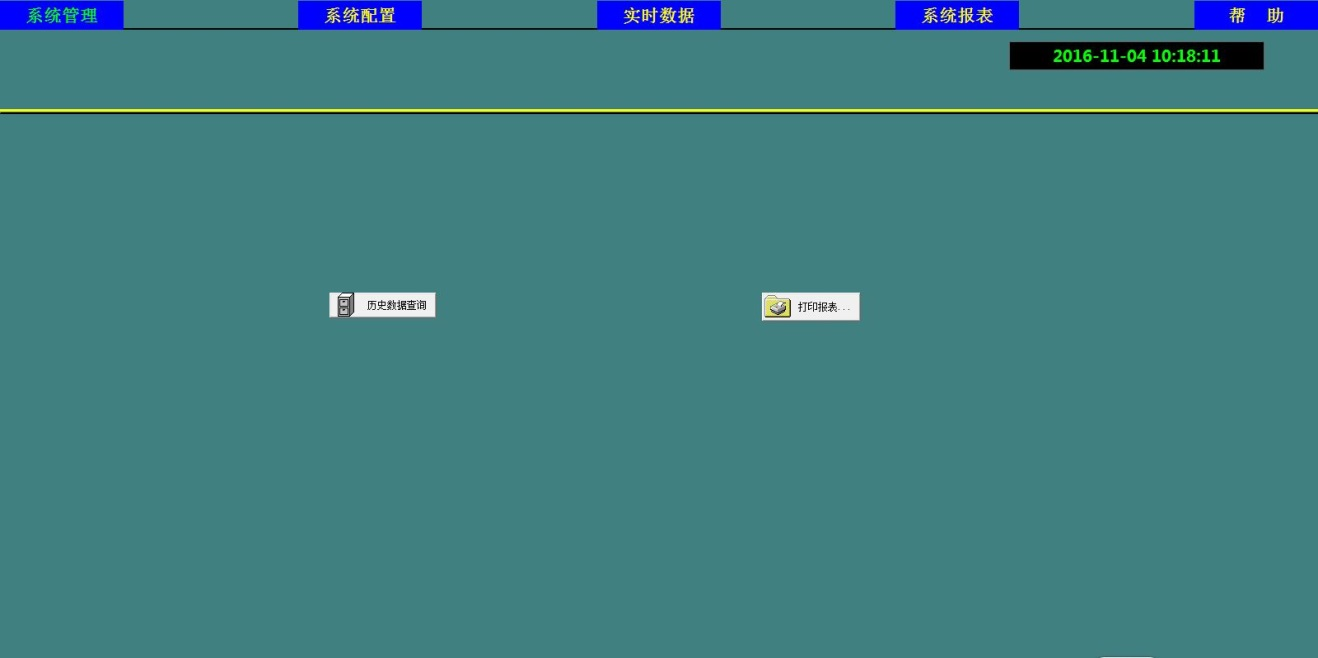 系统管理 系统配置 实时数据 系统报表 帮 助
2016-11-04 10:18:11
历史数据查询 打印报表...